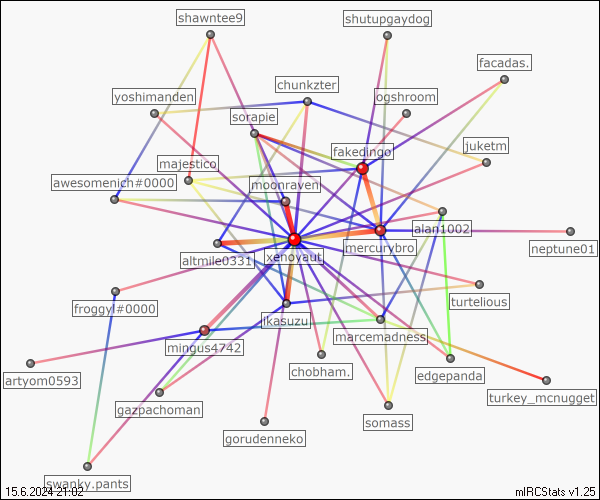 shawntee9
shutupgaydog
facadas.
chunkzter
yoshimanden
ogshroom
sorapie
juketm
fakedingo
majestico
awesomenich#0000
moonraven
alan1002
mercurybro
neptune01
xenoyaut
altmile0331
turtelious
froggyl#0000
ikasuzu
marcemadness
mingus4742
chobham.
artyom0593
edgepanda
turkey_mcnugget
gazpachoman
somass
gorudenneko
swanky.pants
15.6.2024 21:02
mIRCStats v1.25